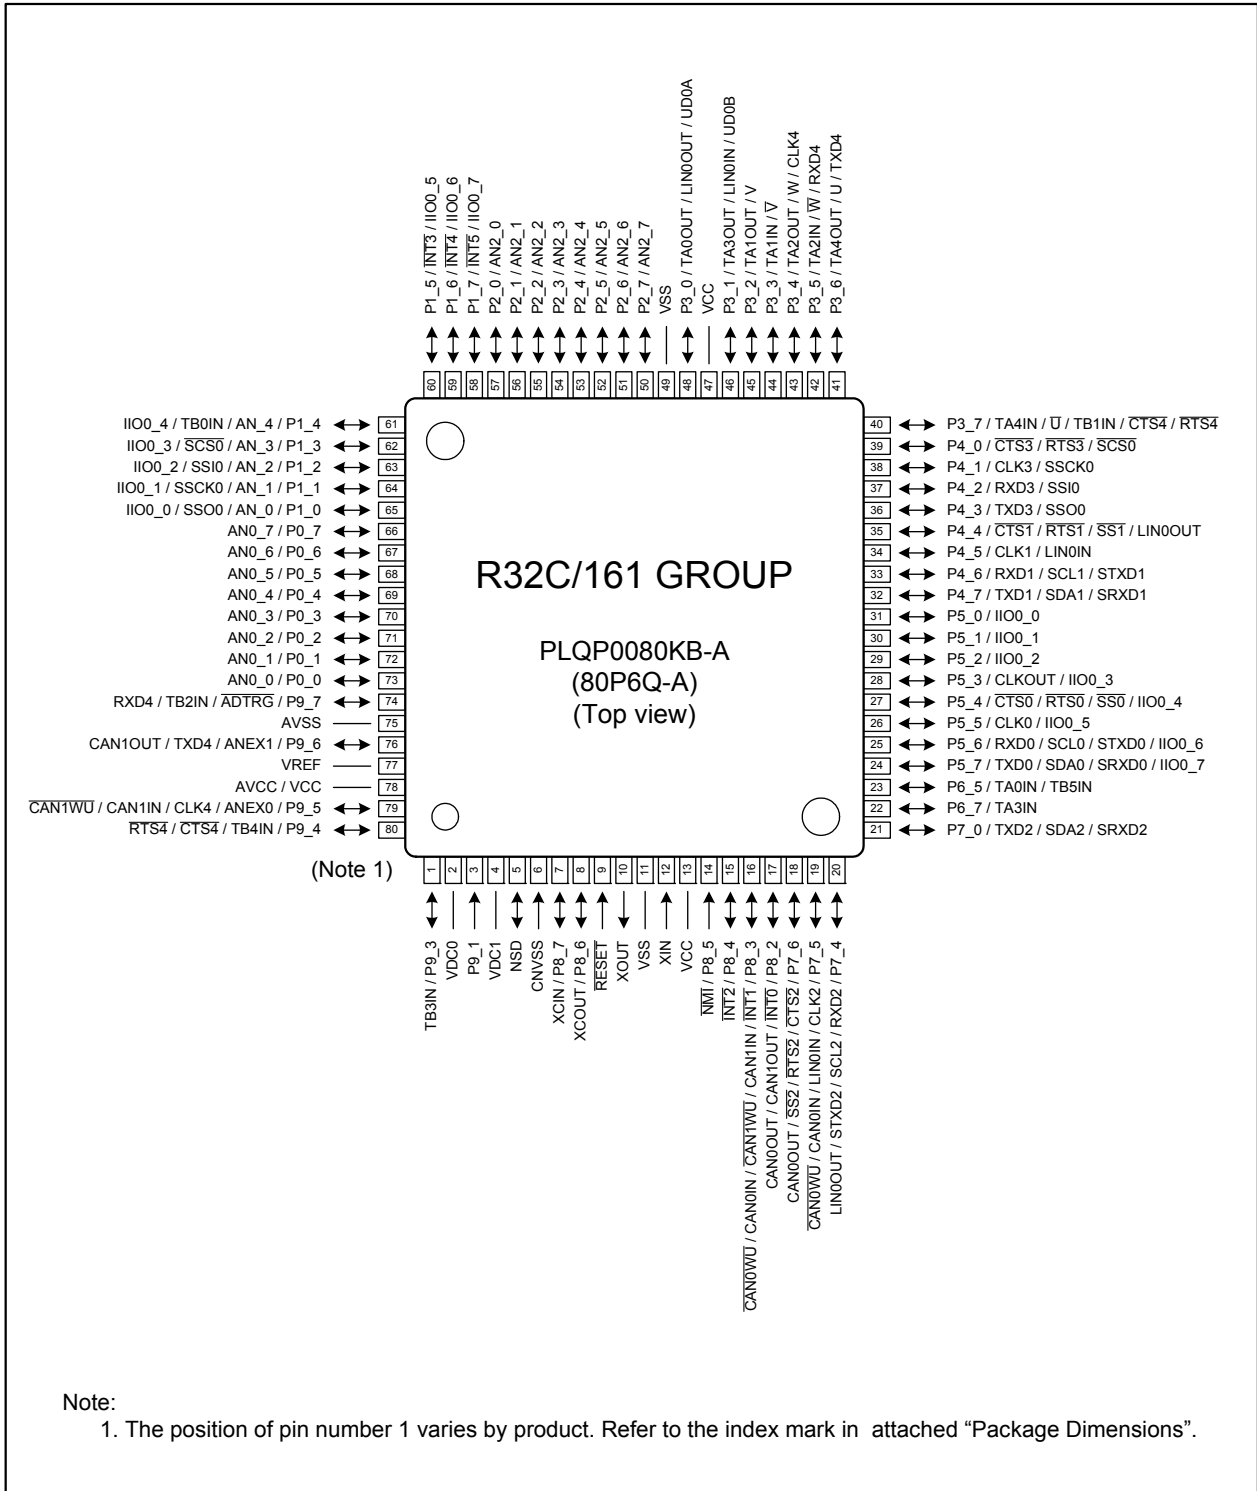 P1_5 / INT3 / IIO0_5
P1_6 / INT4 / IIO0_6
P1_7 / INT5 / IIO0_7
P2_0 / AN2_0
P2_1 / AN2_1
P2_2 / AN2_2
P2_3 / AN2_3
P2_4 / AN2_4
P2_5 / AN2_5
P2_6 / AN2_6
P2_7 / AN2_7
VSS
P3_0 / TA0OUT / LIN0OUT / UD0A
VCC
P3_1 / TA3OUT / LIN0IN / UD0B
P3_2 / TA1OUT / V
P3_3 / TA1IN / V̅
P3_4 / TA2OUT / W / CLK4
P3_5 / TA2IN / W̅ / RXD4
P3_6 / TA4OUT / U / TXD4
60 59 58 57 56 55 54 53 52 51 50 49 48 47 46 45 44 43 42 41
IIO0_4 / TB0IN / AN_4 / P1_4 61
IIO0_3 / SCS0 / AN_3 / P1_3 62
IIO0_2 / SSI0 / AN_2 / P1_2 63
IIO0_1 / SSCK0 / AN_1 / P1_1 64
IIO0_0 / SSO0 / AN_0 / P1_0 65
AN0_7 / P0_7 66
AN0_6 / P0_6 67
AN0_5 / P0_5 68
AN0_4 / P0_4 69
AN0_3 / P0_3 70
AN0_2 / P0_2 71
AN0_1 / P0_1 72
AN0_0 / P0_0 73
RXD4 / TB2IN / ADTRG / P9_7 74
AVSS 75
CAN1OUT / TXD4 / ANEX1 / P9_6 76
VREF 77
AVCC / VCC 78
CAN1WU / CAN1IN / CLK4 / ANEX0 / P9_5 79
RTS4 / CTS4 / TB4IN / P9_4 80
R32C/161 GROUP
PLQP0080KB-A
(80P6Q-A)
(Top view)
40 P3_7 / TA4IN / U̅ / TB1IN / CTS4 / RTS4
39 P4_0 / CTS3 / RTS3 / SCS0
38 P4_1 / CLK3 / SSCK0
37 P4_2 / RXD3 / SSI0
36 P4_3 / TXD3 / SSO0
35 P4_4 / CTS1 / RTS1 / SS1 / LIN0OUT
34 P4_5 / CLK1 / LIN0IN
33 P4_6 / RXD1 / SCL1 / STXD1
32 P4_7 / TXD1 / SDA1 / SRXD1
31 P5_0 / IIO0_0
30 P5_1 / IIO0_1
29 P5_2 / IIO0_2
28 P5_3 / CLKOUT / IIO0_3
27 P5_4 / CTS0 / RTS0 / SS0 / IIO0_4
26 P5_5 / CLK0 / IIO0_5
25 P5_6 / RXD0 / SCL0 / STXD0 / IIO0_6
24 P5_7 / TXD0 / SDA0 / SRXD0 / IIO0_7
23 P6_5 / TA0IN / TB5IN
22 P6_7 / TA3IN
21 P7_0 / TXD2 / SDA2 / SRXD2
(Note 1)
1 2 3 4 5 6 7 8 9 10 11 12 13 14 15 16 17 18 19 20
TB3IN / P9_3
VDC0
P9_1
VDC1
NSD
CNVSS
XCIN / P8_7
XCOUT / P8_6
RESET
XOUT
VSS
XIN
VCC
NMI / P8_5
INT2 / P8_4
CAN0WU / CAN0IN / CAN1WU / CAN1IN / INT1 / P8_3
CAN0OUT / CAN1OUT / INT0 / P8_2
CAN0OUT / SS2 / RTS2 / CTS2 / P7_6
CAN0WU / CAN0IN / LIN0IN / CLK2 / P7_5
LIN0OUT / STXD2 / SCL2 / RXD2 / P7_4
Note:
1. The position of pin number 1 varies by product. Refer to the index mark in attached “Package Dimensions”.